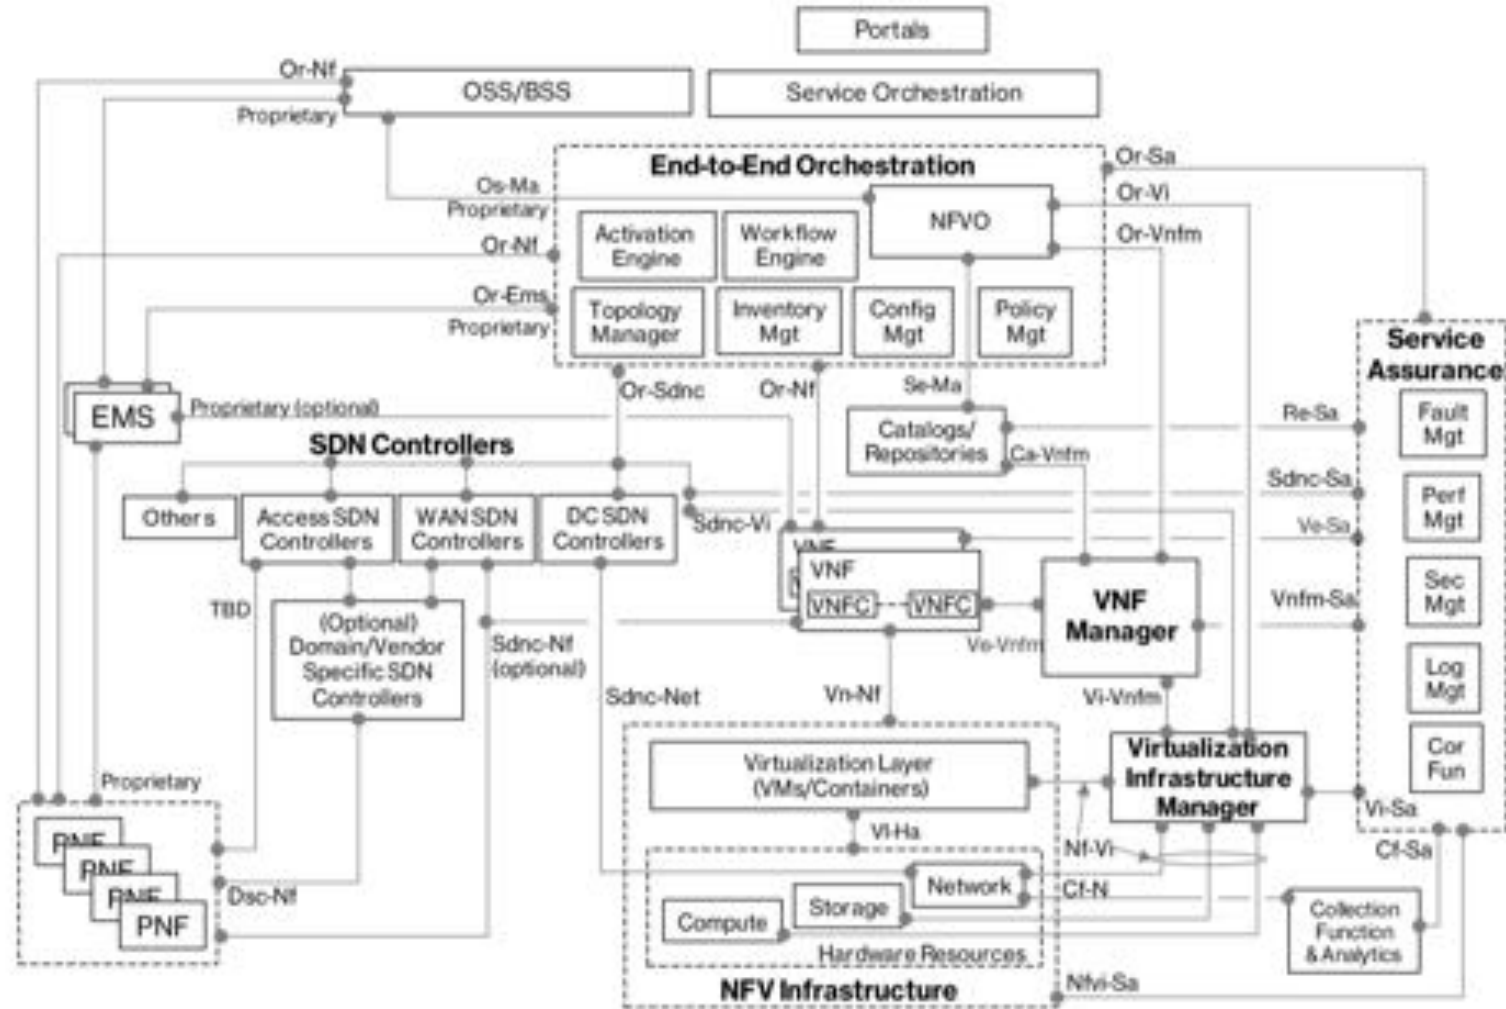 Portals
Or-Nf
OSS/BSS
Service Orchestration
Proprietary
End-to-End Orchestration
Or-Sa
Os-Ma
Proprietary
NFVO
Or-Vi
Activation
Engine
Workflow
Engine
Or-Nf
Or-Vnfm
Or-Ems
Proprietary
Topology
Manager
Inventory
Mgt
Config
Mgt
Policy
Mgt
Service
Assurance
Or-Sdnc
Or-Nf
Se-Ma
EMS
Proprietary (optional)
SDN Controllers
Catalogs/
Repositories
Ca-Vnfm
Re-Sa
Fault
Mgt
Others
Access SDN
Controllers
WAN SDN
Controllers
DC SDN
Controllers
Sdnc-Vi
Sdnc-Sa
Perf
Mgt
Ve-Sa
VNF
VNF
VNFC
VNFC
VNF
Manager
Vnfm-Sa
Sec
Mgt
TBD
(Optional)
Domain/Vendor
Specific SDN
Controllers
Sdnc-Nf
(optional)
Ve-Vnfm
Sdnc-Net
Vn-Nf
Vi-Vnfm
Log
Mgt
Virtualization Layer
(VMs/Containers)
Virtualization
Infrastructure
Manager
Cor
Fun
Proprietary
Vi-Sa
Vl-Ha
Nf-Vi
Cf-Sa
PNF
PNF
PNF
PNF
Dsc-Nf
Network
Cf-N
Storage
Compute
Hardware Resources
Collection
Function
& Analytics
NFV Infrastructure
Nfvi-Sa